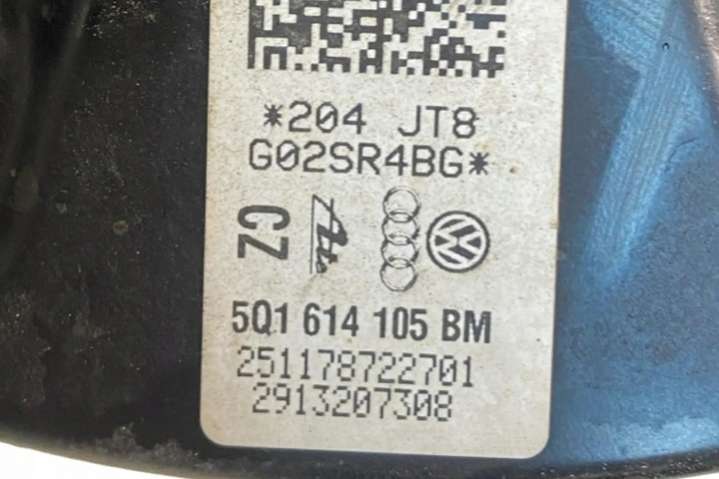 *204 JT8
G02SR4BG*
CZ
5Q1 614 105 BM
251178722701
2913207308